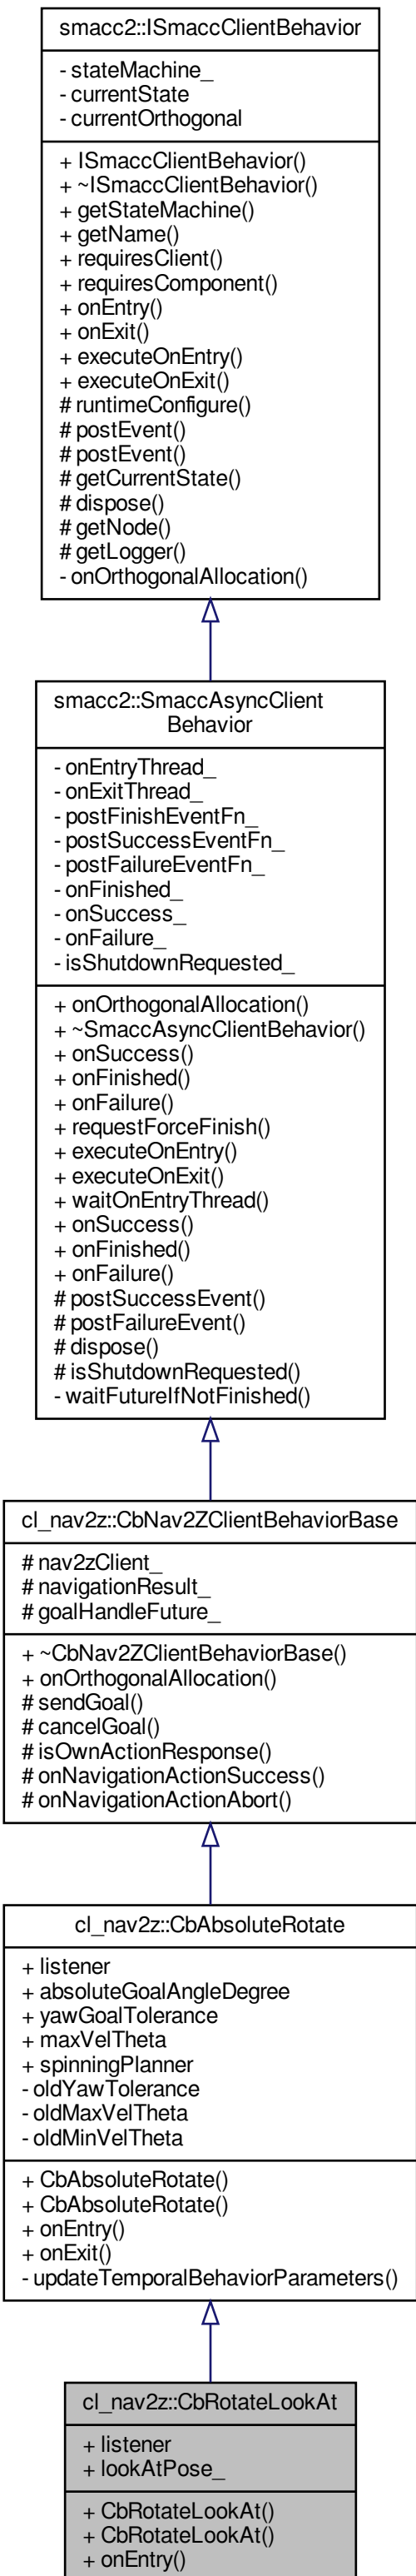 smacc2::ISmaccClientBehavior
- stateMachine_
- currentState
- currentOrthogonal
+ ISmaccClientBehavior()
+ ~ISmaccClientBehavior()
+ getStateMachine()
+ getName()
+ requiresClient()
+ requiresComponent()
+ onEntry()
+ onExit()
+ executeOnEntry()
+ executeOnExit()
# runtimeConfigure()
# postEvent()
# postEvent()
# getCurrentState()
# dispose()
# getNode()
# getLogger()
- onOrthogonalAllocation()
smacc2::SmaccAsyncClient
Behavior
- onEntryThread_
- onExitThread_
- postFinishEventFn_
- postSuccessEventFn_
- postFailureEventFn_
- onFinished_
- onSuccess_
- onFailure_
- isShutdownRequested_
+ onOrthogonalAllocation()
+ ~SmaccAsyncClientBehavior()
+ onSuccess()
+ onFinished()
+ onFailure()
+ requestForceFinish()
+ executeOnEntry()
+ executeOnExit()
+ waitOnEntryThread()
+ onSuccess()
+ onFinished()
+ onFailure()
# postSuccessEvent()
# postFailureEvent()
# dispose()
# isShutdownRequested()
- waitFutureIfNotFinished()
cl_nav2z::CbNav2ZClientBehaviorBase
# nav2zClient_
# navigationResult_
# goalHandleFuture_
+ ~CbNav2ZClientBehaviorBase()
+ onOrthogonalAllocation()
# sendGoal()
# cancelGoal()
# isOwnActionResponse()
# onNavigationActionSuccess()
# onNavigationActionAbort()
cl_nav2z::CbAbsoluteRotate
+ listener
+ absoluteGoalAngleDegree
+ yawGoalTolerance
+ maxVelTheta
+ spinningPlanner
- oldYawTolerance
- oldMaxVelTheta
- oldMinVelTheta
+ CbAbsoluteRotate()
+ CbAbsoluteRotate()
+ onEntry()
+ onExit()
- updateTemporalBehaviorParameters()
cl_nav2z::CbRotateLookAt
+ listener
+ lookAtPose_
+ CbRotateLookAt()
+ CbRotateLookAt()
+ onEntry()